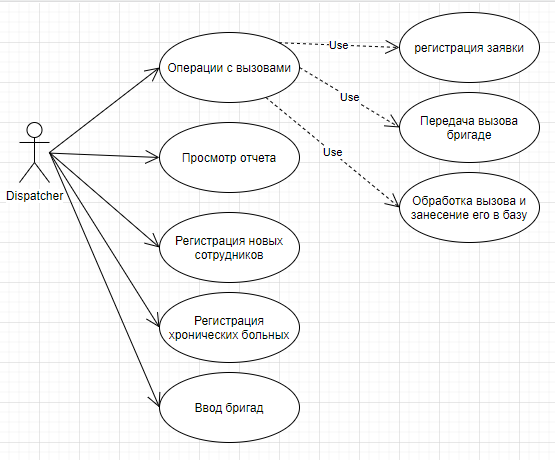 Use
регистрация заявки
Операции с вызовами
Use
Передача вызова
бригаде
Use
Просмотр отчета
Dispatcher
Обработка вызова и
занесение его в базу
Регистрация новых
сотрудников
Регистрация
хронических больных
Ввод бригад